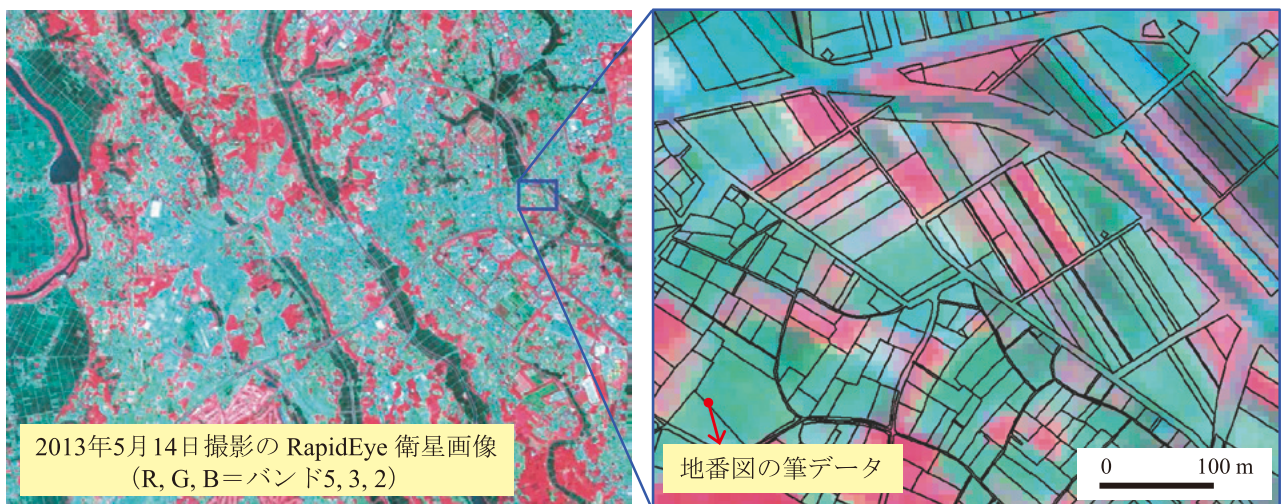 2013年5月14日撮影の RapidEye 衛星画像
（R, G, B＝バンド5, 3, 2）
地番図の筆データ
0 100 m